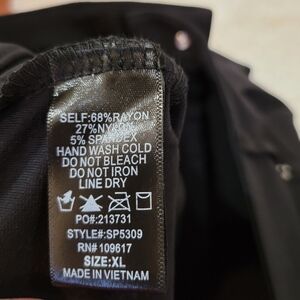 SELF:68%RAYON
27%NYLON
5% SPANDEX
HAND WASH COLD
DO NOT BLEACH
DO NOT IRON
LINE DRY
PO#:213731
STYLE#:SP5309
RN# 109617
SIZE:XL
MADE IN VIETNAM